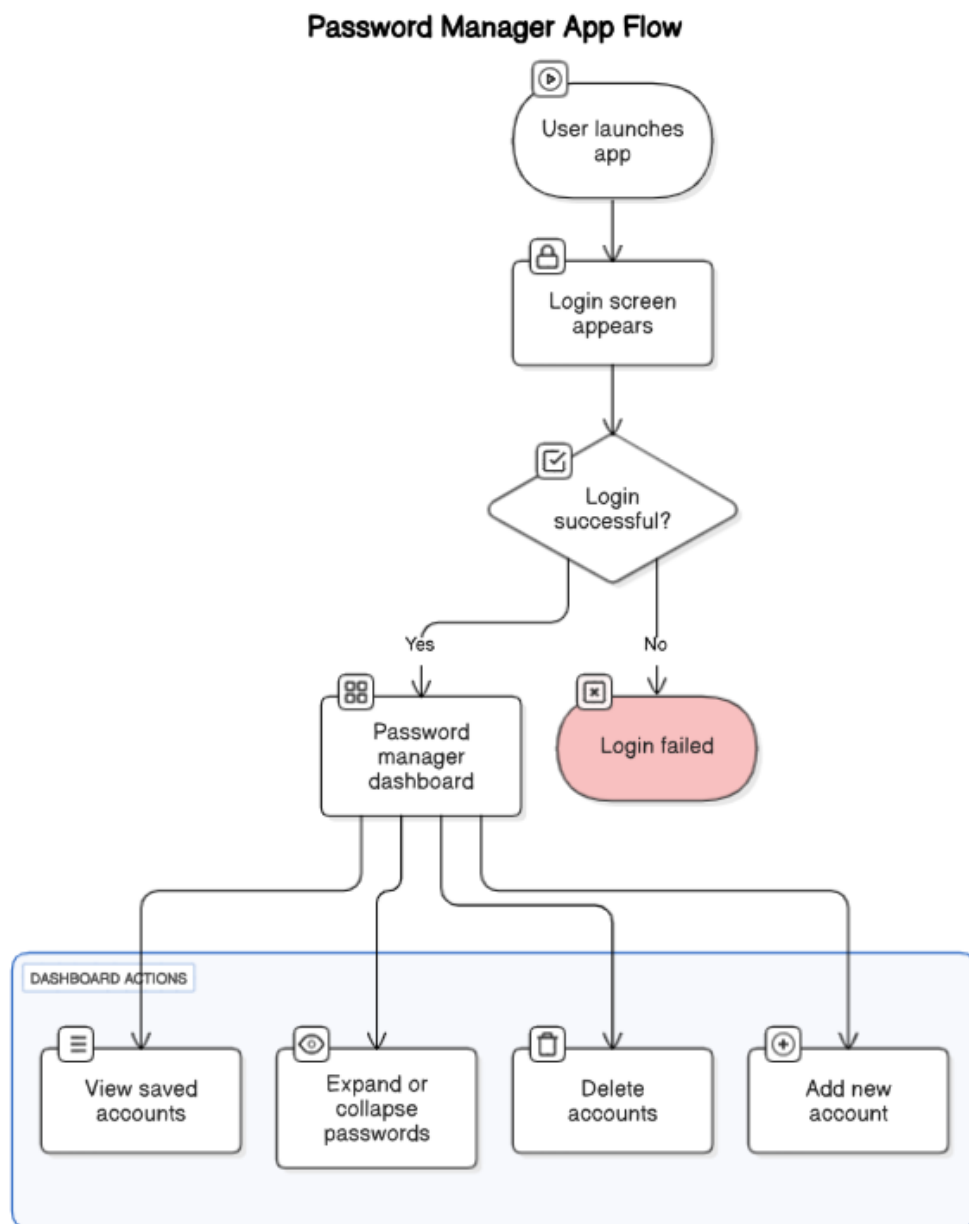 Password Manager App Flow
User launches
app
Login screen
appears
Login
successful?
Yes
No
Password
manager
dashboard
Login failed
DASHBOARD ACTIONS
View saved
accounts
Expand or
collapse
passwords
Delete
accounts
Add new
account